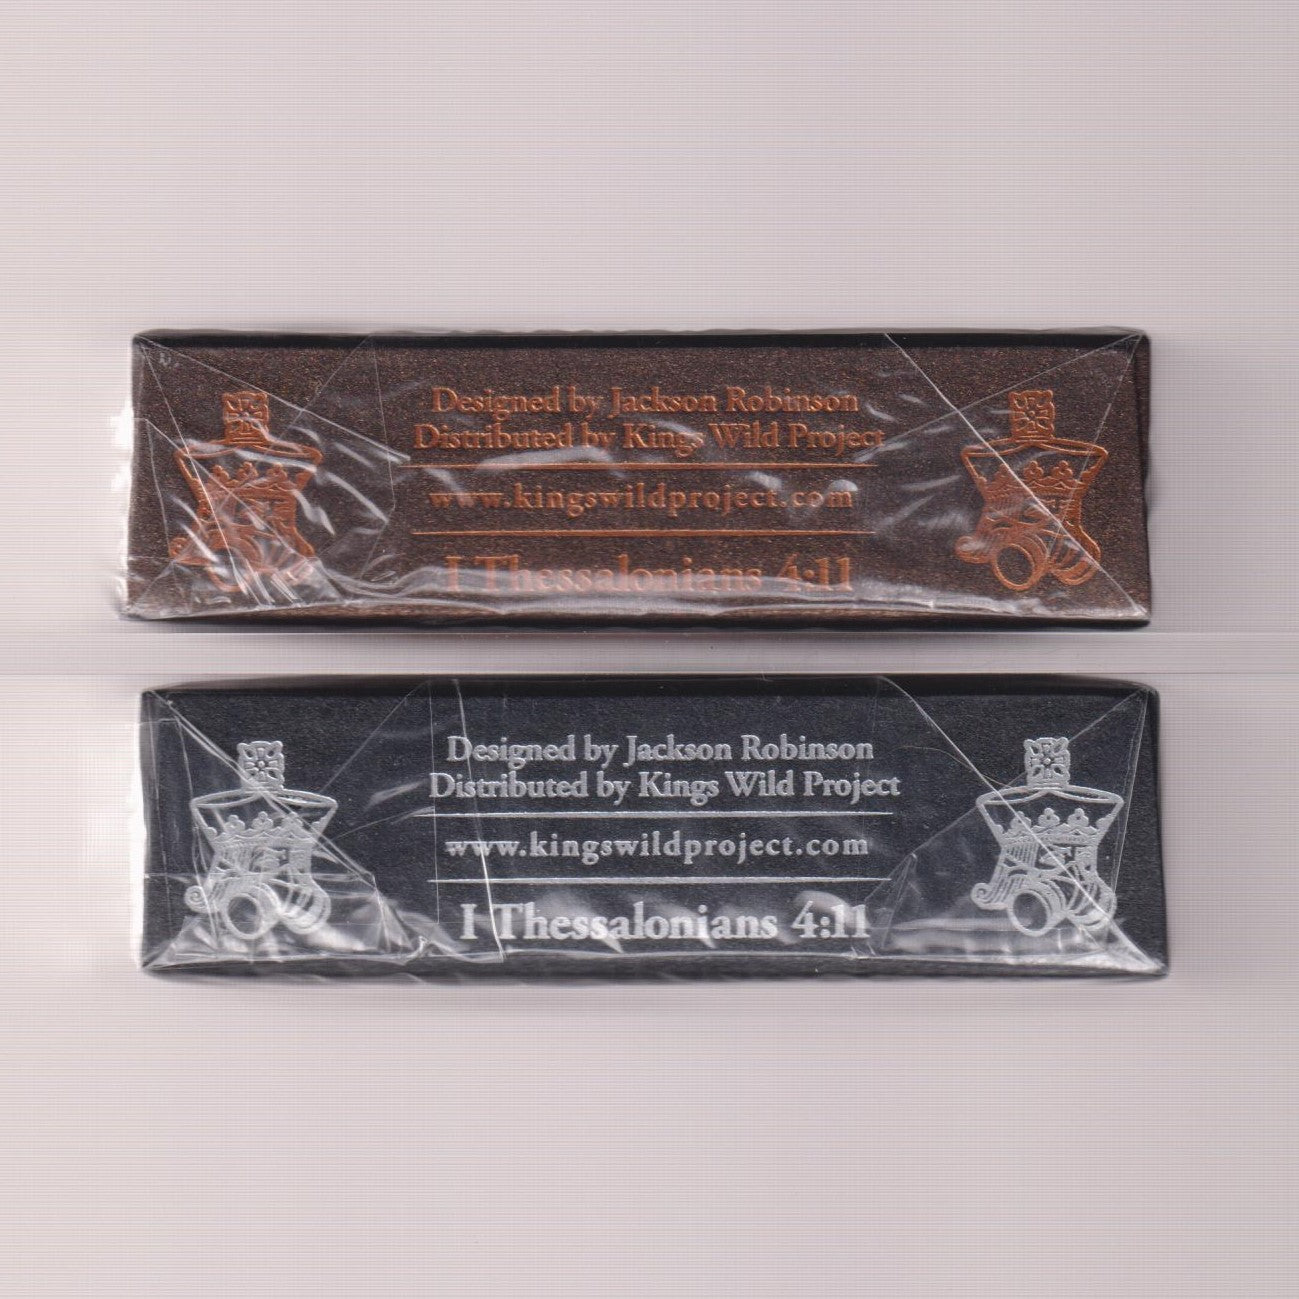 Designed by Jackson Robinson
Distributed by Kings Wild Project
www.kingswildproject.com
I Thessalonians 4:11
Designed by Jackson Robinson
Distributed by Kings Wild Project
www.kingswildproject.com
I Thessalonians 4:11